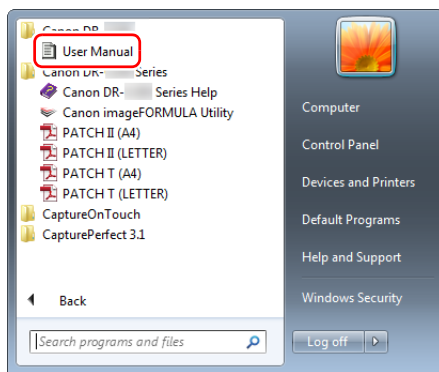 Canon DR-
User Manual
Canon DR- Series
Canon DR- Series Help
Canon imageFORMULA Utility
PATCH II (A4)
PATCH II (LETTER)
PATCH T (A4)
PATCH T (LETTER)
CaptureOnTouch
CapturePerfect 3.1
Back
Search programs and files
Computer
Control Panel
Devices and Printers
Default Programs
Help and Support
Windows Security
Log off